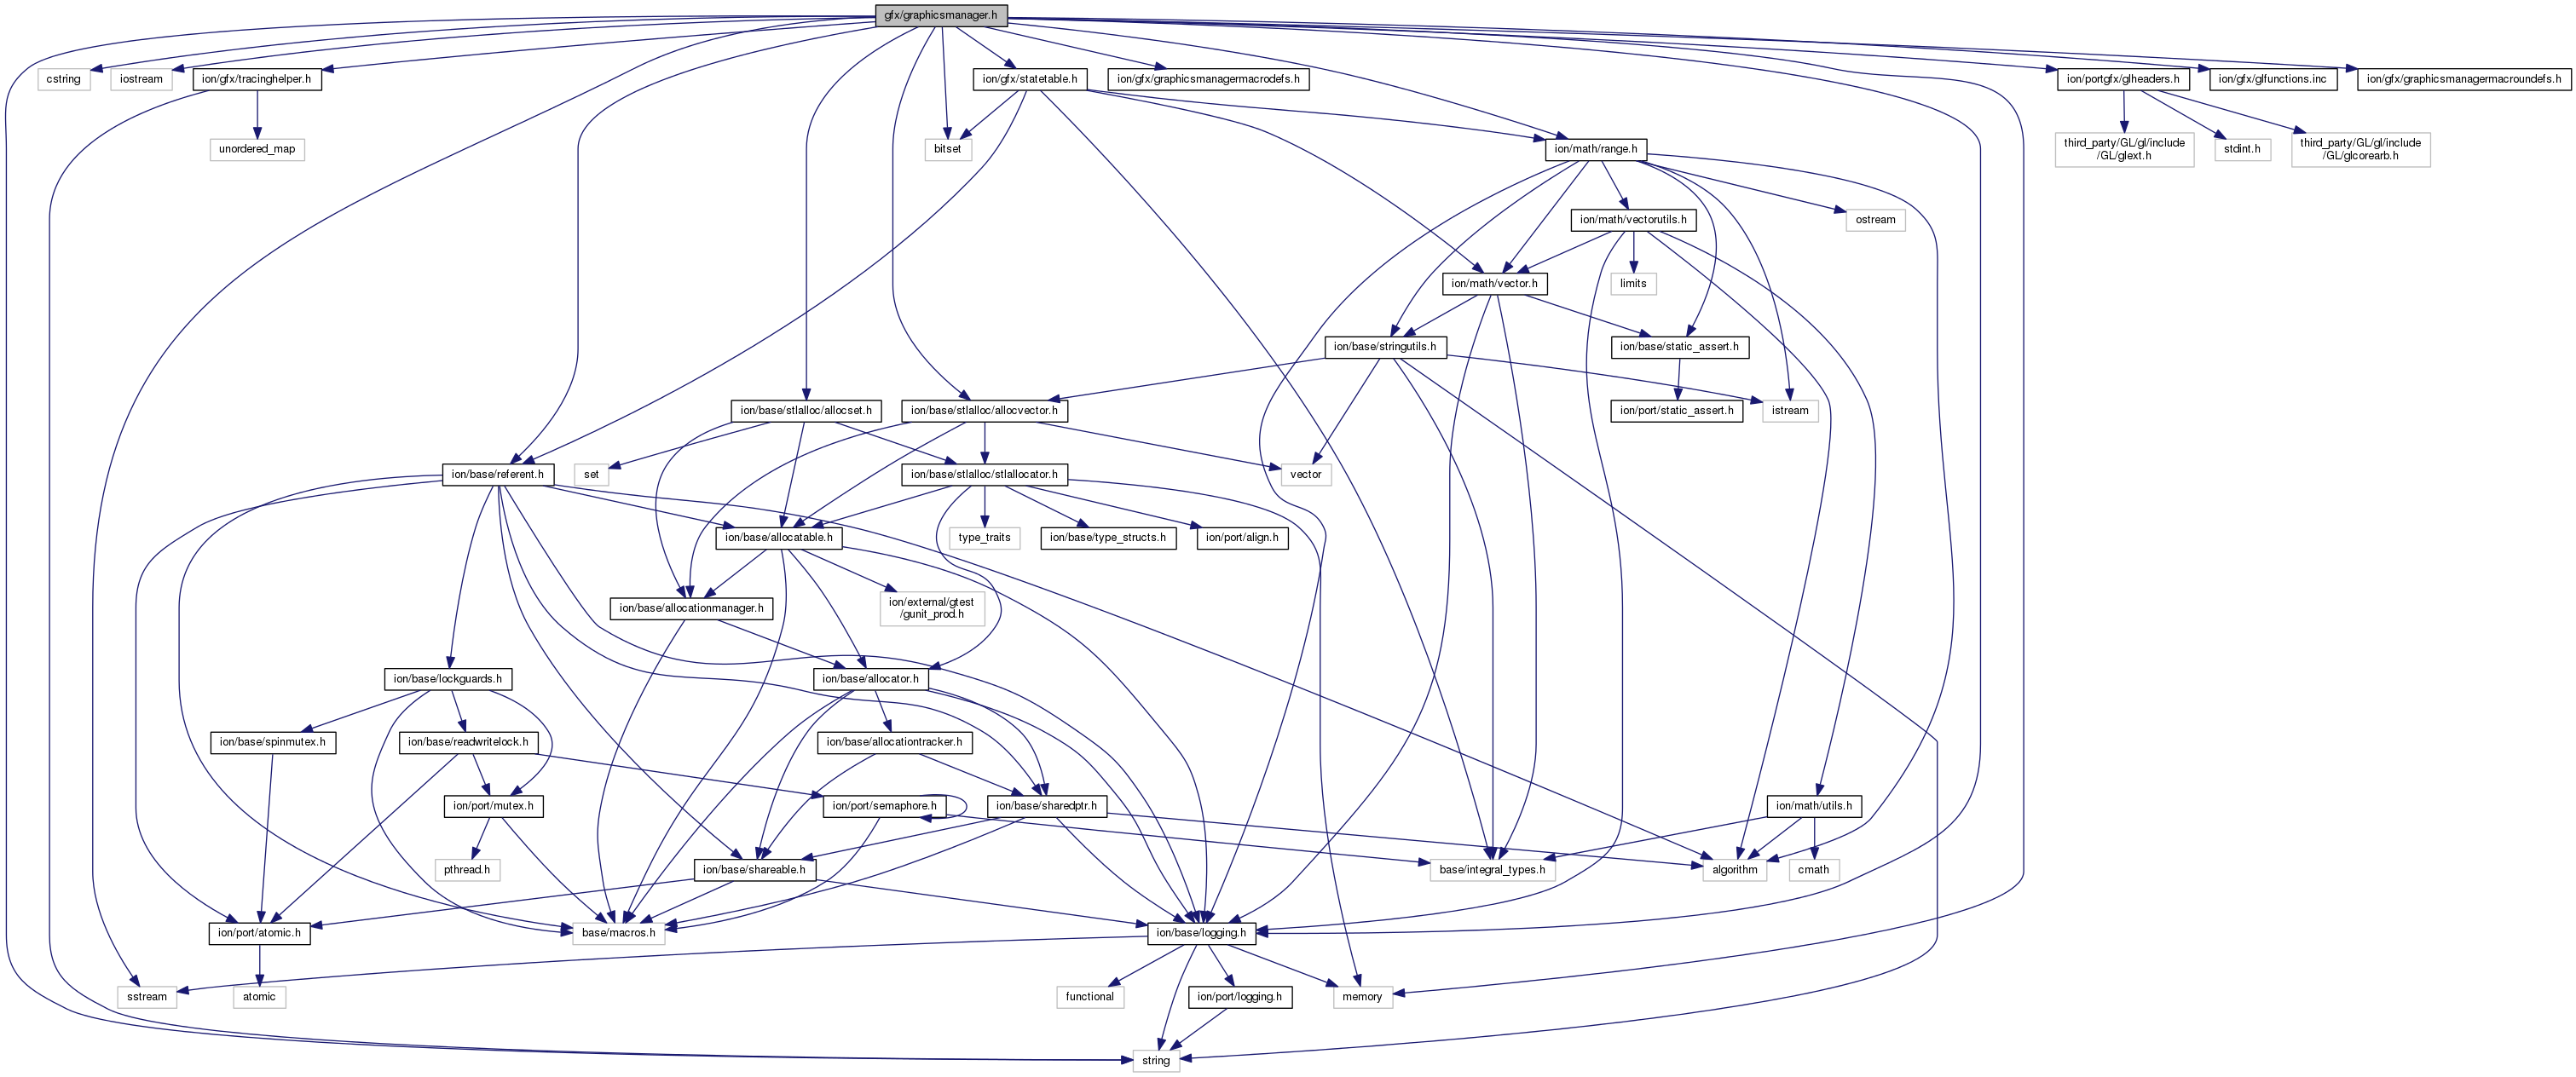 gfx/graphicsmanager.h
cstring
iostream
ion/gfx/tracinghelper.h
ion/gfx/statetable.h
ion/gfx/graphicsmanagermacrodefs.h
ion/portgfx/glheaders.h
ion/gfx/glfunctions.inc
ion/gfx/graphicsmanagermacroundefs.h
unordered_map
bitset
ion/math/range.h
third_party/GL/gl/include
/GL/glext.h
stdint.h
third_party/GL/gl/include
/GL/glcorearb.h
ion/math/vectorutils.h
ostream
ion/math/vector.h
limits
ion/base/stringutils.h
ion/base/static_assert.h
ion/base/stlalloc/allocset.h
ion/base/stlalloc/allocvector.h
ion/port/static_assert.h
istream
ion/base/referent.h
set
ion/base/stlalloc/stlallocator.h
vector
ion/base/allocatable.h
type_traits
ion/base/type_structs.h
ion/port/align.h
ion/base/allocationmanager.h
ion/external/gtest
/gunit_prod.h
ion/base/lockguards.h
ion/base/allocator.h
ion/base/spinmutex.h
ion/base/readwritelock.h
ion/base/allocationtracker.h
ion/port/mutex.h
ion/port/semaphore.h
ion/base/sharedptr.h
ion/math/utils.h
pthread.h
ion/base/shareable.h
base/integral_types.h
algorithm
cmath
ion/port/atomic.h
base/macros.h
ion/base/logging.h
sstream
atomic
functional
ion/port/logging.h
memory
string